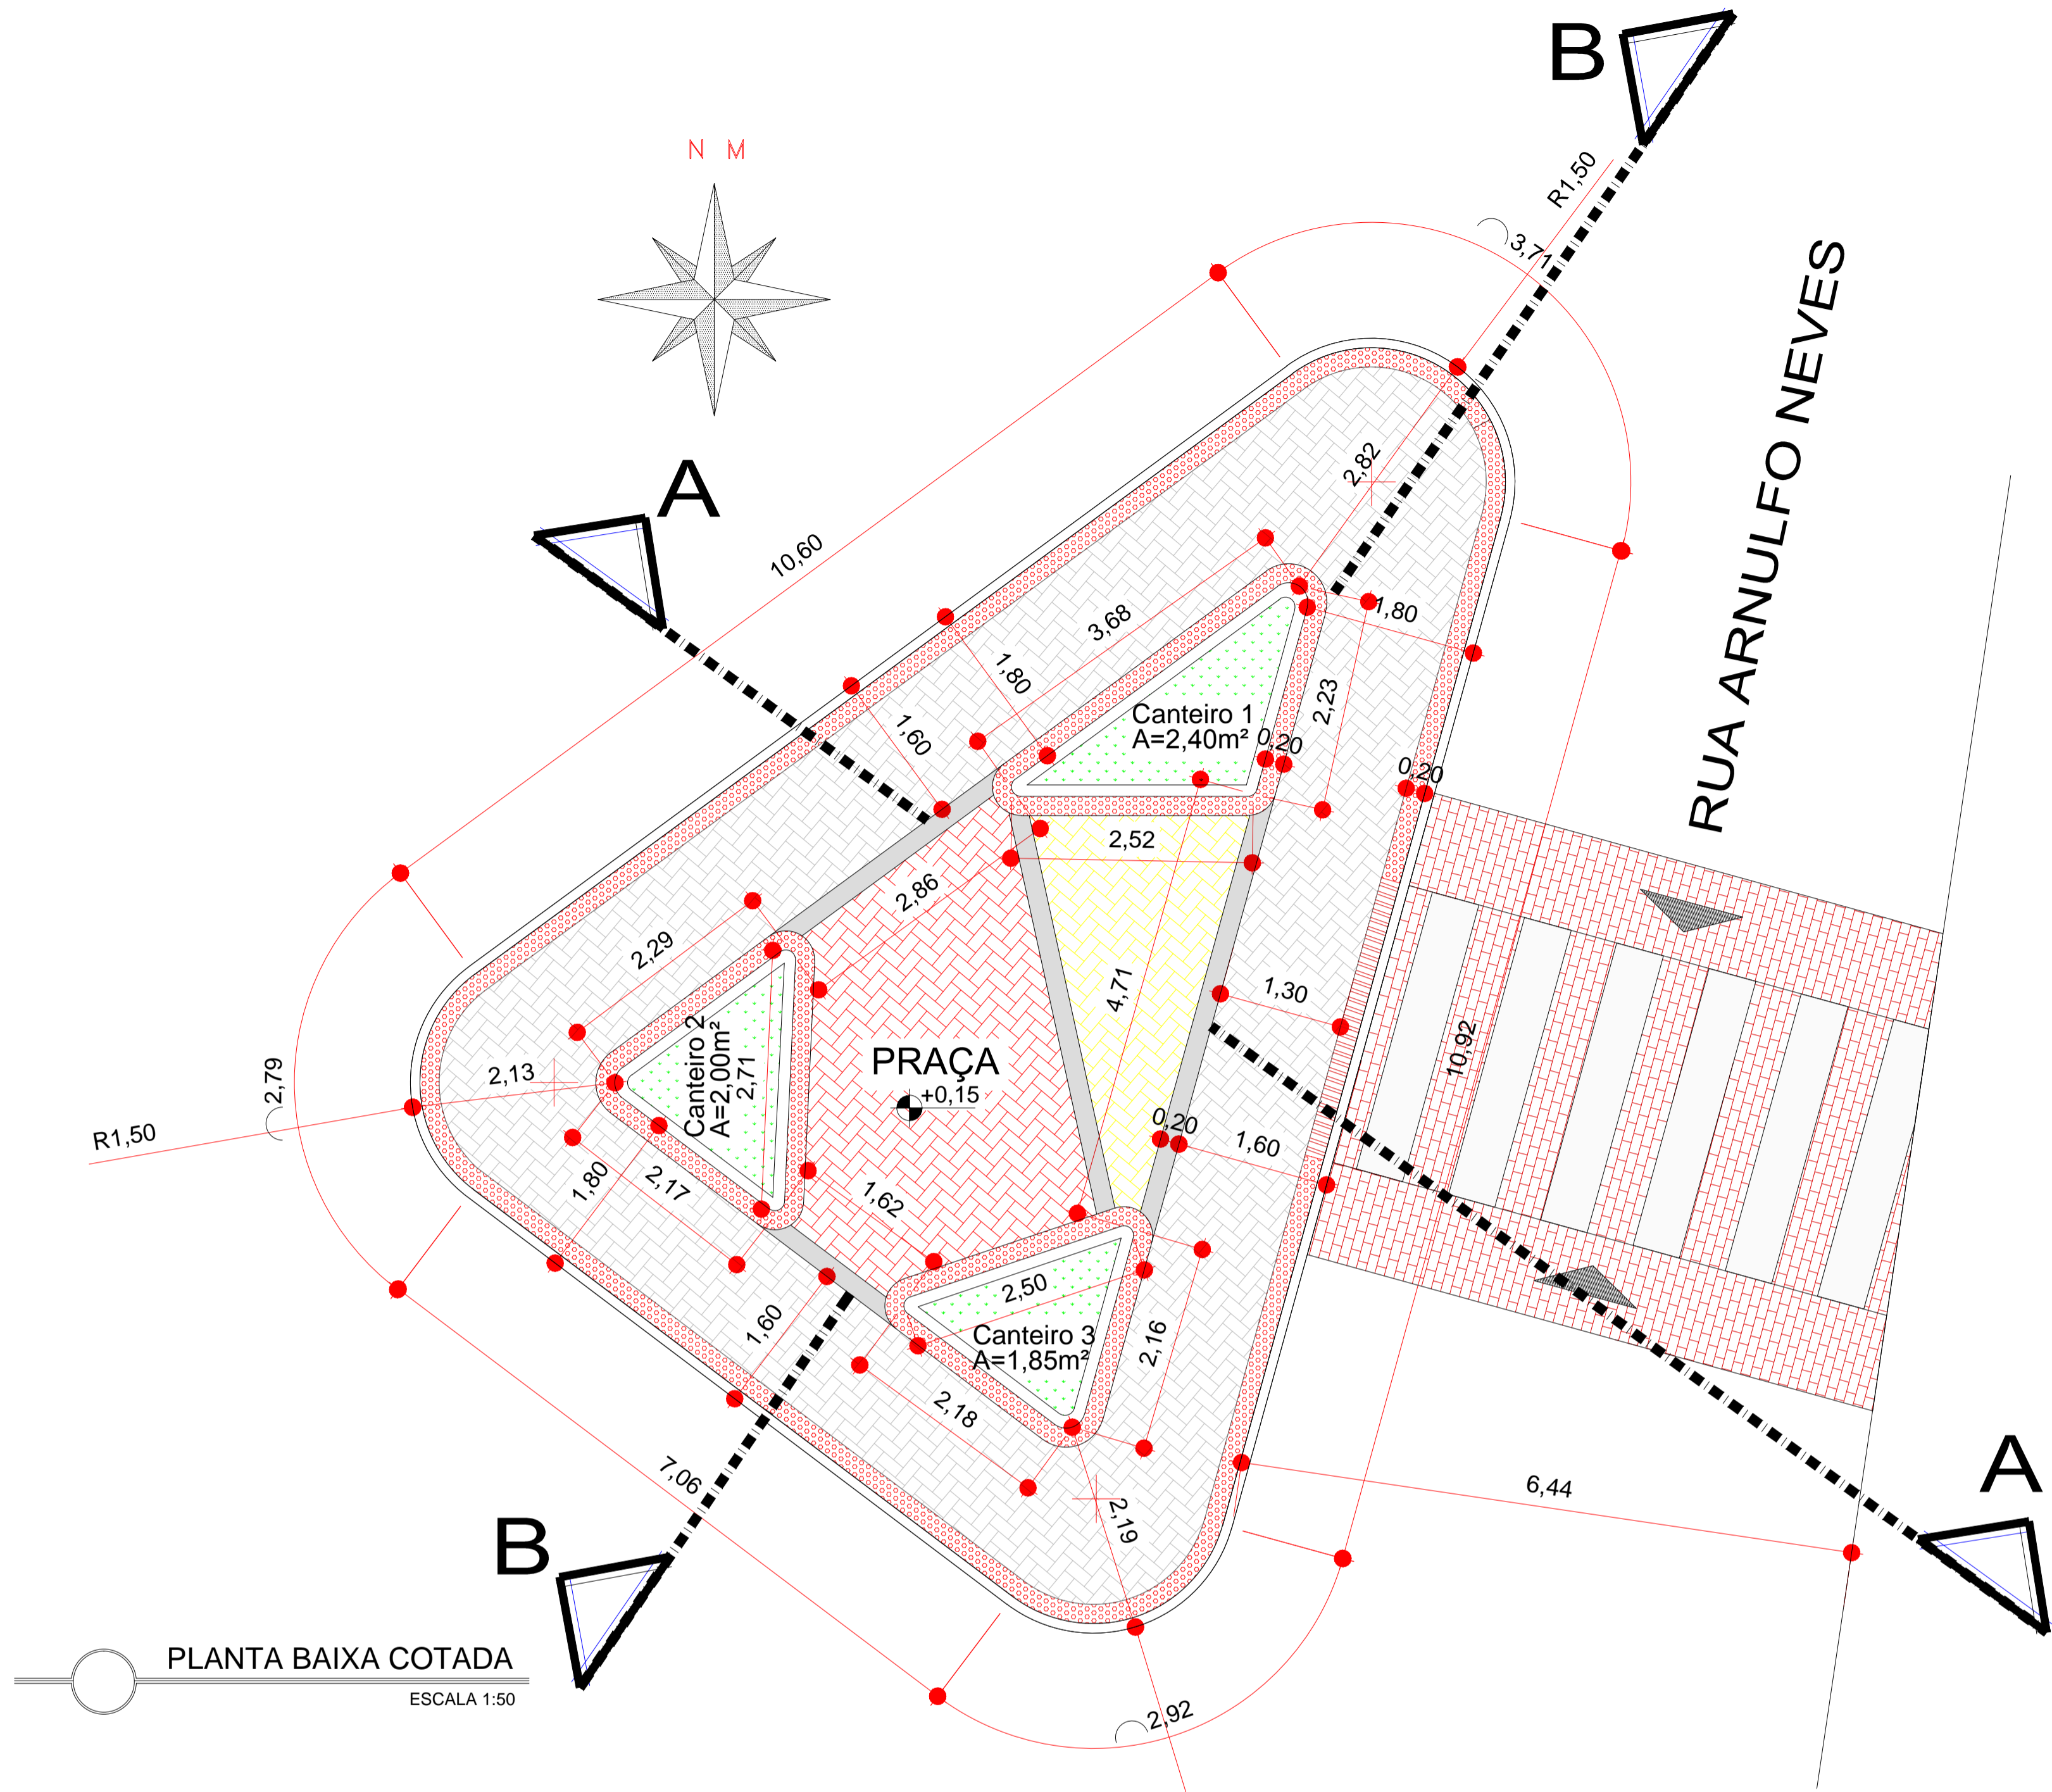 B
N M
R1,50
3,71
RUA ARNULFO NEVES
A
2,82
10,60
3,68
1,80
1,80
2,23
Canteiro 1
A=2,40m²
0,20
1,60
0,20
2,52
2,86
2,29
4,71
1,30
PRAÇA
+0,15
10,92
Canteiro 2
A=2,00m²
2,71
2,13
2,79
R1,50
0,20
1,60
1,80
2,17
1,62
2,50
Canteiro 3
A=1,85m²
2,16
1,60
2,18
7,06
6,44
A
2,19
B
PLANTA BAIXA COTADA
ESCALA 1:50
2,92